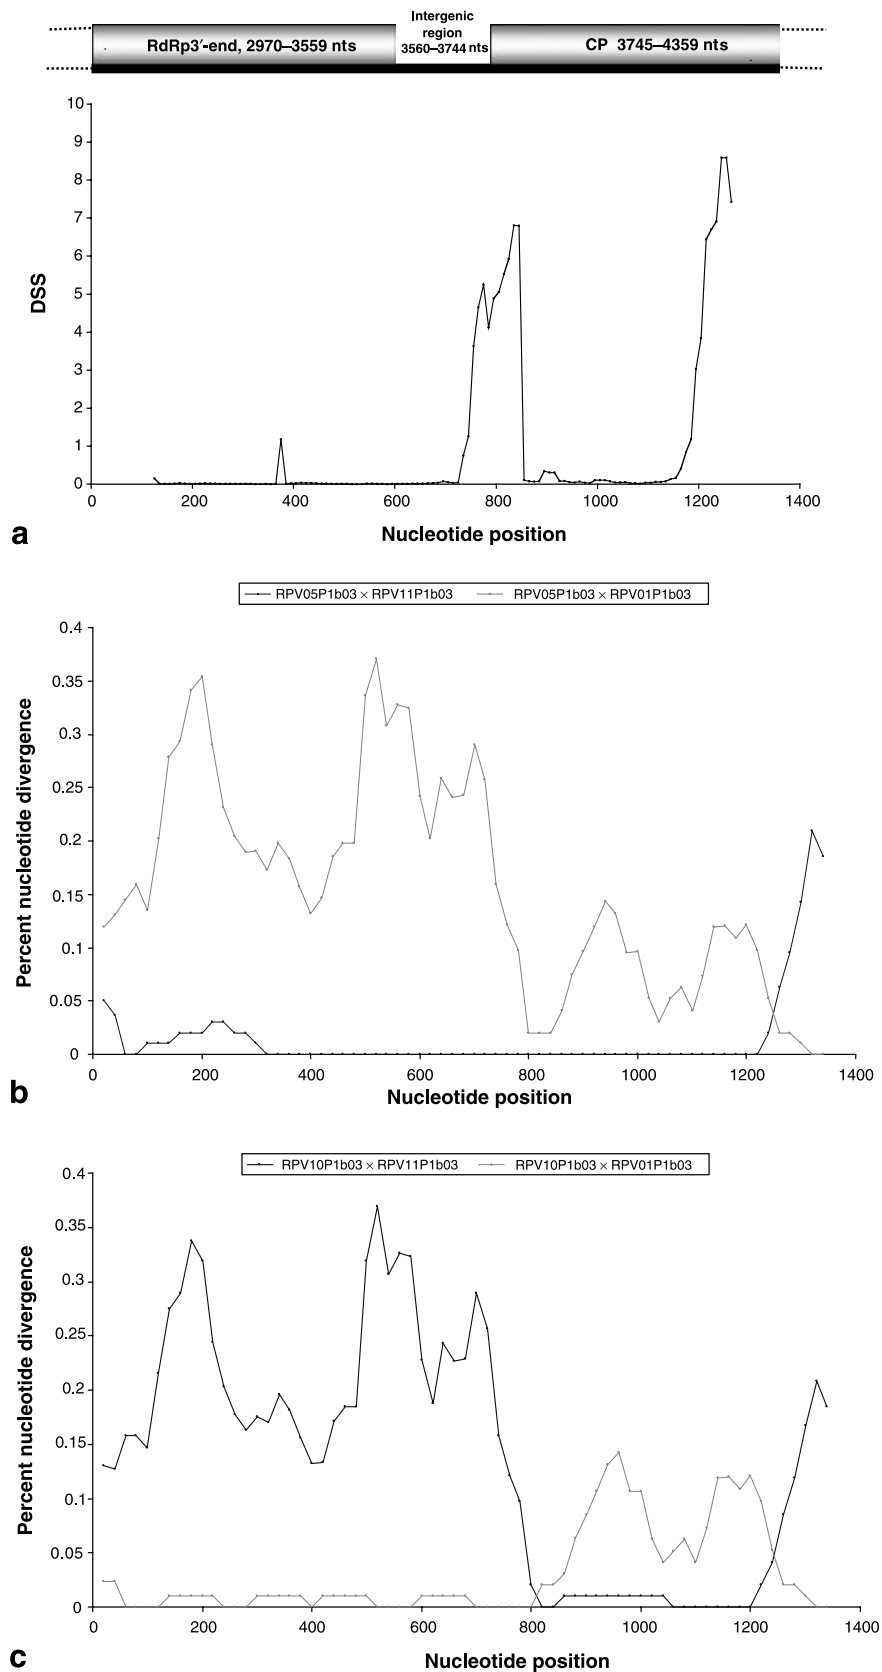 Intergenic
region
RdRp3′-end, 2970–3559 nts
3560–3744 nts
CP 3745–4359 nts
10
9
8
7
6
5
4
3
2
1
0
DSS
0 200 400 600 800 1000 1200 1400
Nucleotide position
a
RPV05P1b03 × RPV11P1b03 RPV05P1b03 × RPV01P1b03
0.4
0.35
0.3
0.25
0.2
0.15
0.1
0.05
0
Percent nucleotide divergence
0 200 400 600 800 1000 1200 1400
Nucleotide position
b
RPV10P1b03 × RPV11P1b03 RPV10P1b03 × RPV01P1b03
0.4
0.35
0.3
0.25
0.2
0.15
0.1
0.05
0
Percent nucleotide divergence
0 200 400 600 800 1000 1200 1400
Nucleotide position
c